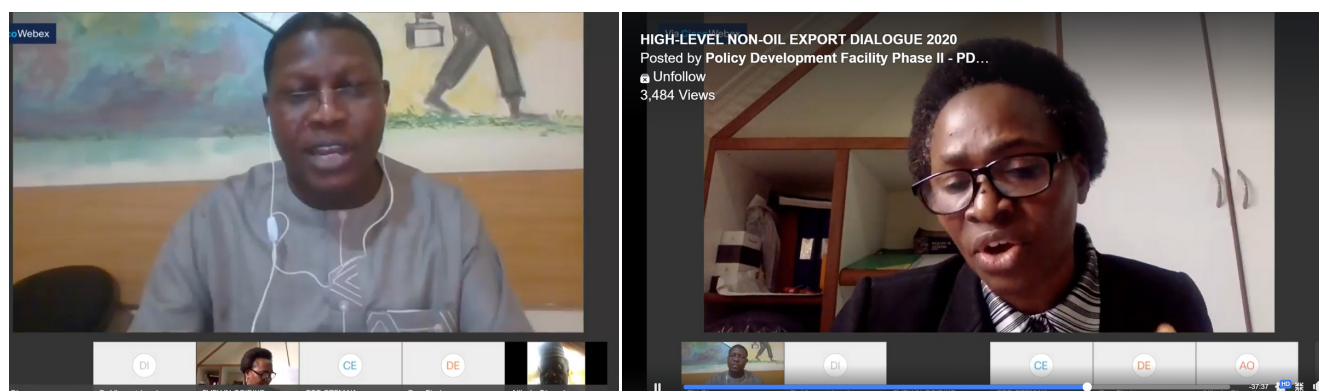 oWebex
DI
CE
DE
HIGH-LEVEL NON-OIL EXPORT DIALOGUE 2020
Posted by Policy Development Facility Phase II - PD...
Unfollow
3,484 Views
DI
CE
DE
AO
-37:37
HD